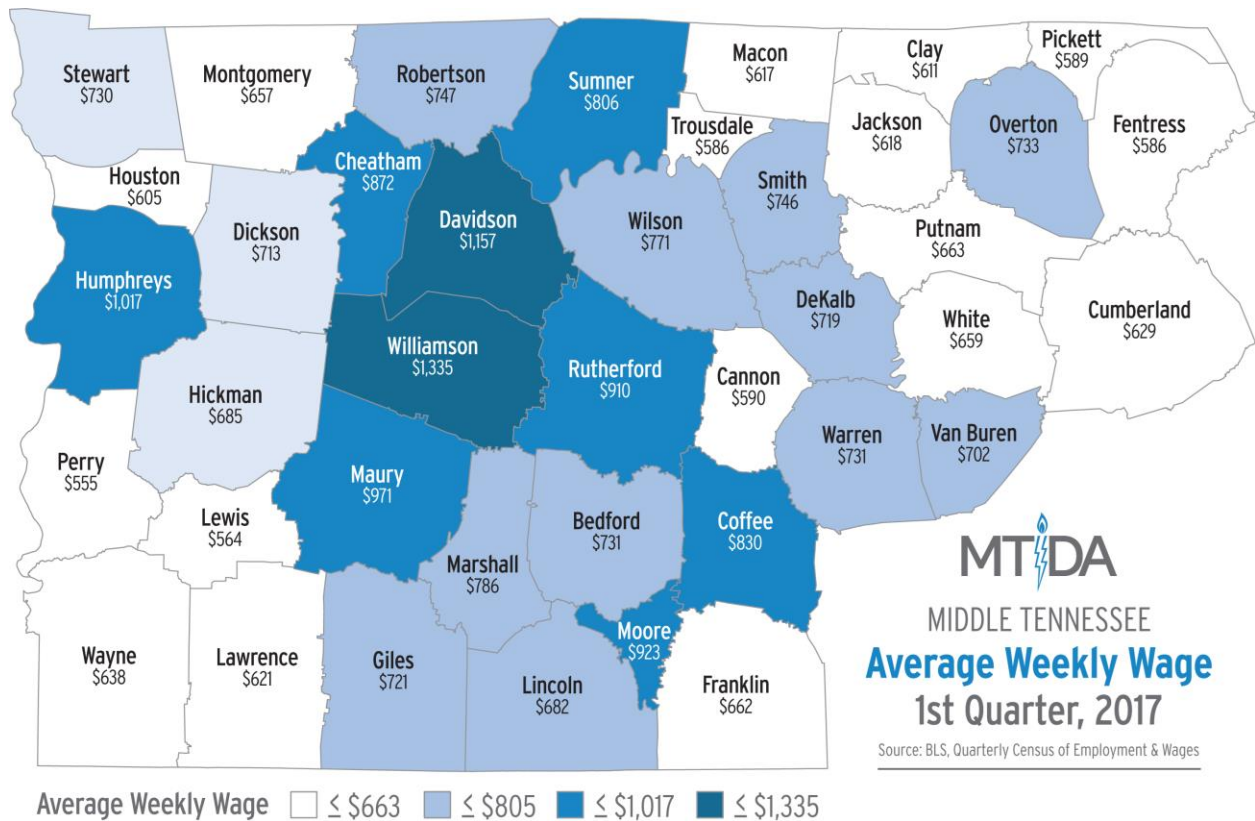 Stewart
$730
Montgomery
$657
Robertson
$747
Sumner
$806
Macon
$617
Clay
$611
Pickett
$589
Trousdale
$586
Jackson
$618
Overton
$733
Fentress
$586
Houston
$605
Cheatham
$872
Davidson
$1,157
Wilson
$771
Smith
$746
Putnam
$663
Dickson
$713
Humphreys
$1,017
DeKalb
$719
White
$659
Cumberland
$629
Williamson
$1,335
Rutherford
$910
Cannon
$590
Hickman
$685
Warren
$731
Van Buren
$702
Perry
$555
Maury
$971
Lewis
$564
Bedford
$731
Coffee
$830
Marshall
$786
Moore
$923
Wayne
$638
Lawrence
$621
Giles
$721
Lincoln
$682
Franklin
$662
MTIDA
MIDDLE TENNESSEE
Average Weekly Wage
1st Quarter, 2017
Source: BLS, Quarterly Census of Employment & Wages
Average Weekly Wage ≤ $663 ≤ $805 ≤ $1,017 ≤ $1,335